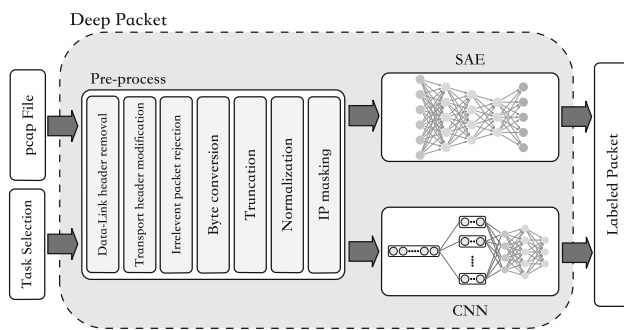 Deep Packet
pcap File
Task Selection
Pre-process
Data-Link header removal
Transport header modification
Irrelevent packet rejection
Byte conversion
Truncation
Normalization
IP masking
SAE
CNN
Labeled Packet